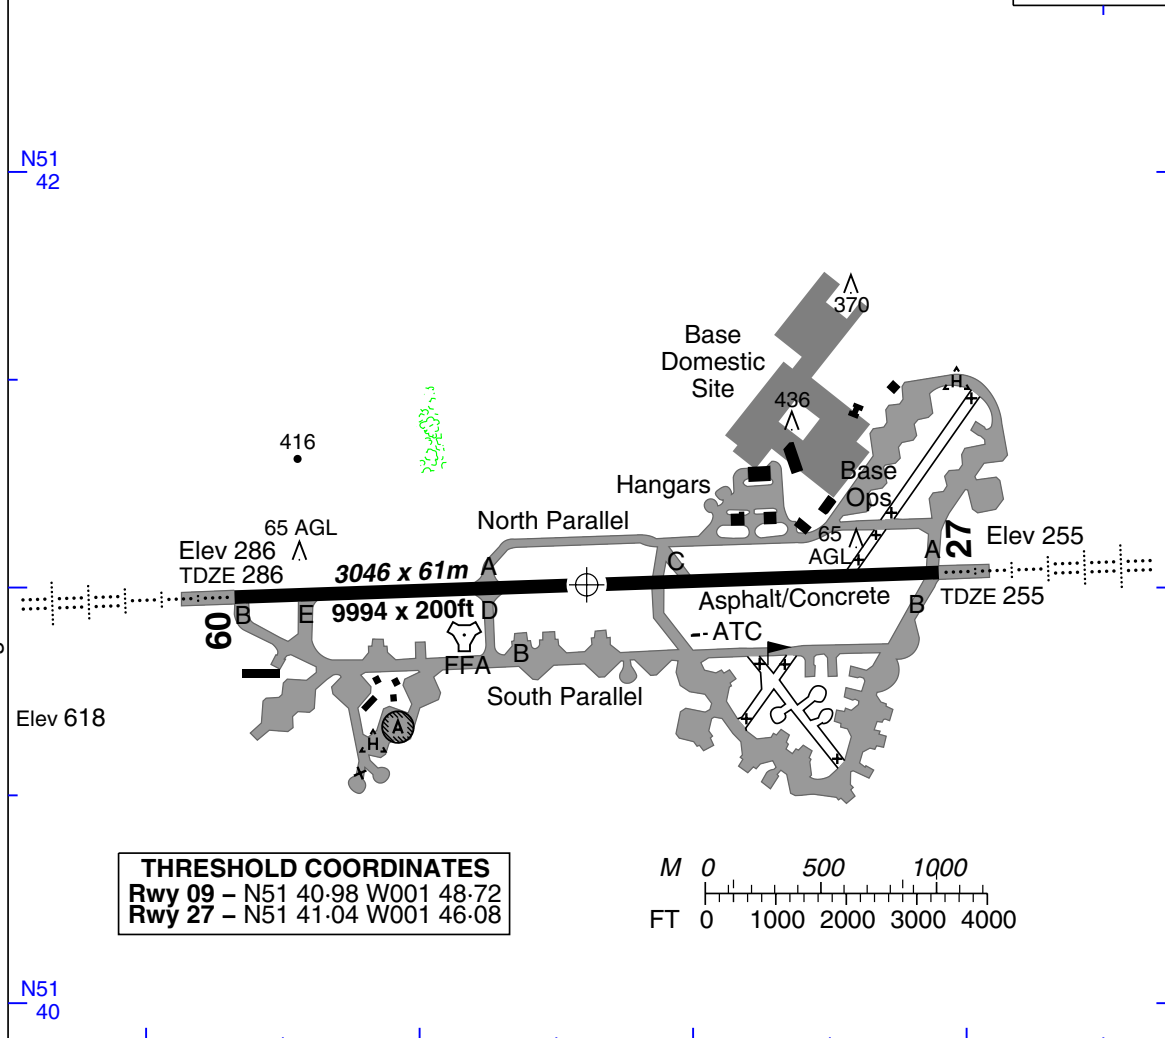 N51
42
370
Base
Domestic
Site
H
436
416
Base
Ops
Hangars
North Parallel
65 AGL
65
AGL
27
Elev 286
TDZE 286
Elev 255
A
C
A
3046 x 61m
9994 x 200ft
Asphalt/Concrete
TDZE 255
B
E
D
B
09
ATC
FFA
B
South Parallel
Elev 618
A
H
THRESHOLD COORDINATES
Rwy 09 – N51 40·98 W001 48·72
Rwy 27 – N51 41·04 W001 46·08
M 0 500 1000
FT 0 1000 2000 3000 4000
N51
40